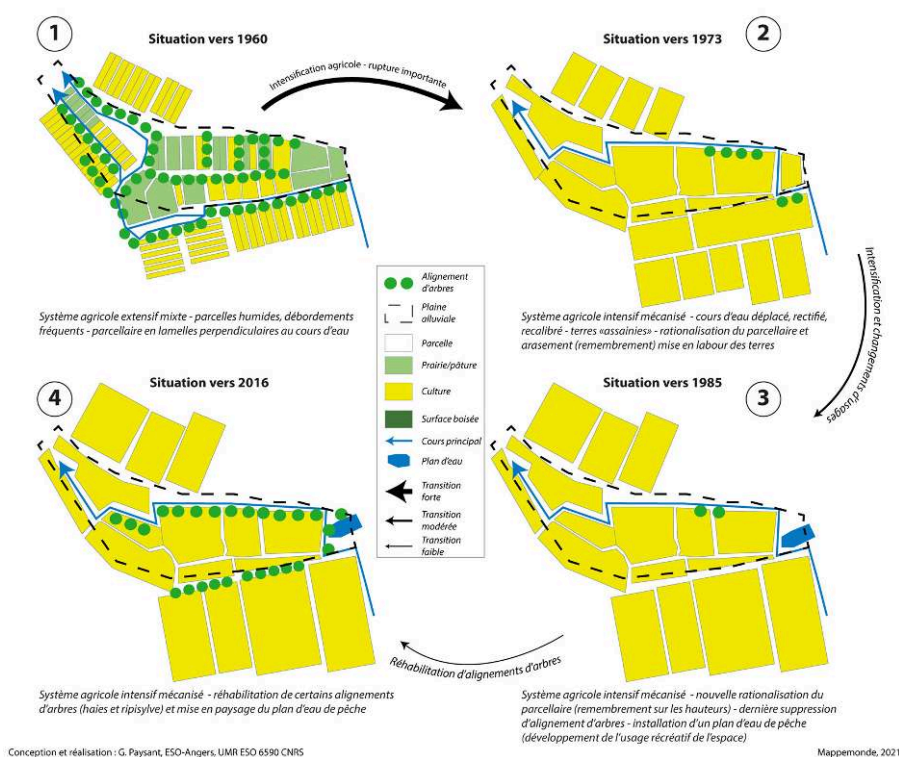 1
Situation vers 1960
Intensification agricole - rupture importante
Situation vers 1973
2
Système agricole extensif mixte - parcelles humides, débordements
fréquents - parcellaire en lamelles perpendiculaires au cours d'eau
Système agricole intensif mécanisé - cours d'eau déplacé, rectifié,
recalibré - terres «assainies» - rationalisation du parcellaire et
arasement (remembrement) mise en labour des terres
Intensification et changements d'usages
Alignement
d'arbres
Plaine
alluviale
Parcelle
Prairie/pâture
Culture
Surface boisée
Cours principal
Plan d'eau
Transition
forte
Transition
modérée
Transition
faible
4
Situation vers 2016
Situation vers 1985
3
Réhabilitation d'alignements d'arbres
Système agricole intensif mécanisé - réhabilitation de certains alignements
d'arbres (haies et ripisylve) et mise en paysage du plan d'eau de pêche
Système agricole intensif mécanisé - nouvelle rationalisation du
parcellaire (remembrement sur les hauteurs) - dernière suppression
d'alignement d'arbres - installation d'un plan d'eau de pêche
(développement de l'usage récréatif de l'espace)
Conception et réalisation : G. Paysant, ESO-Angers, UMR ESO 6590 CNRS
Mappemonde, 2021